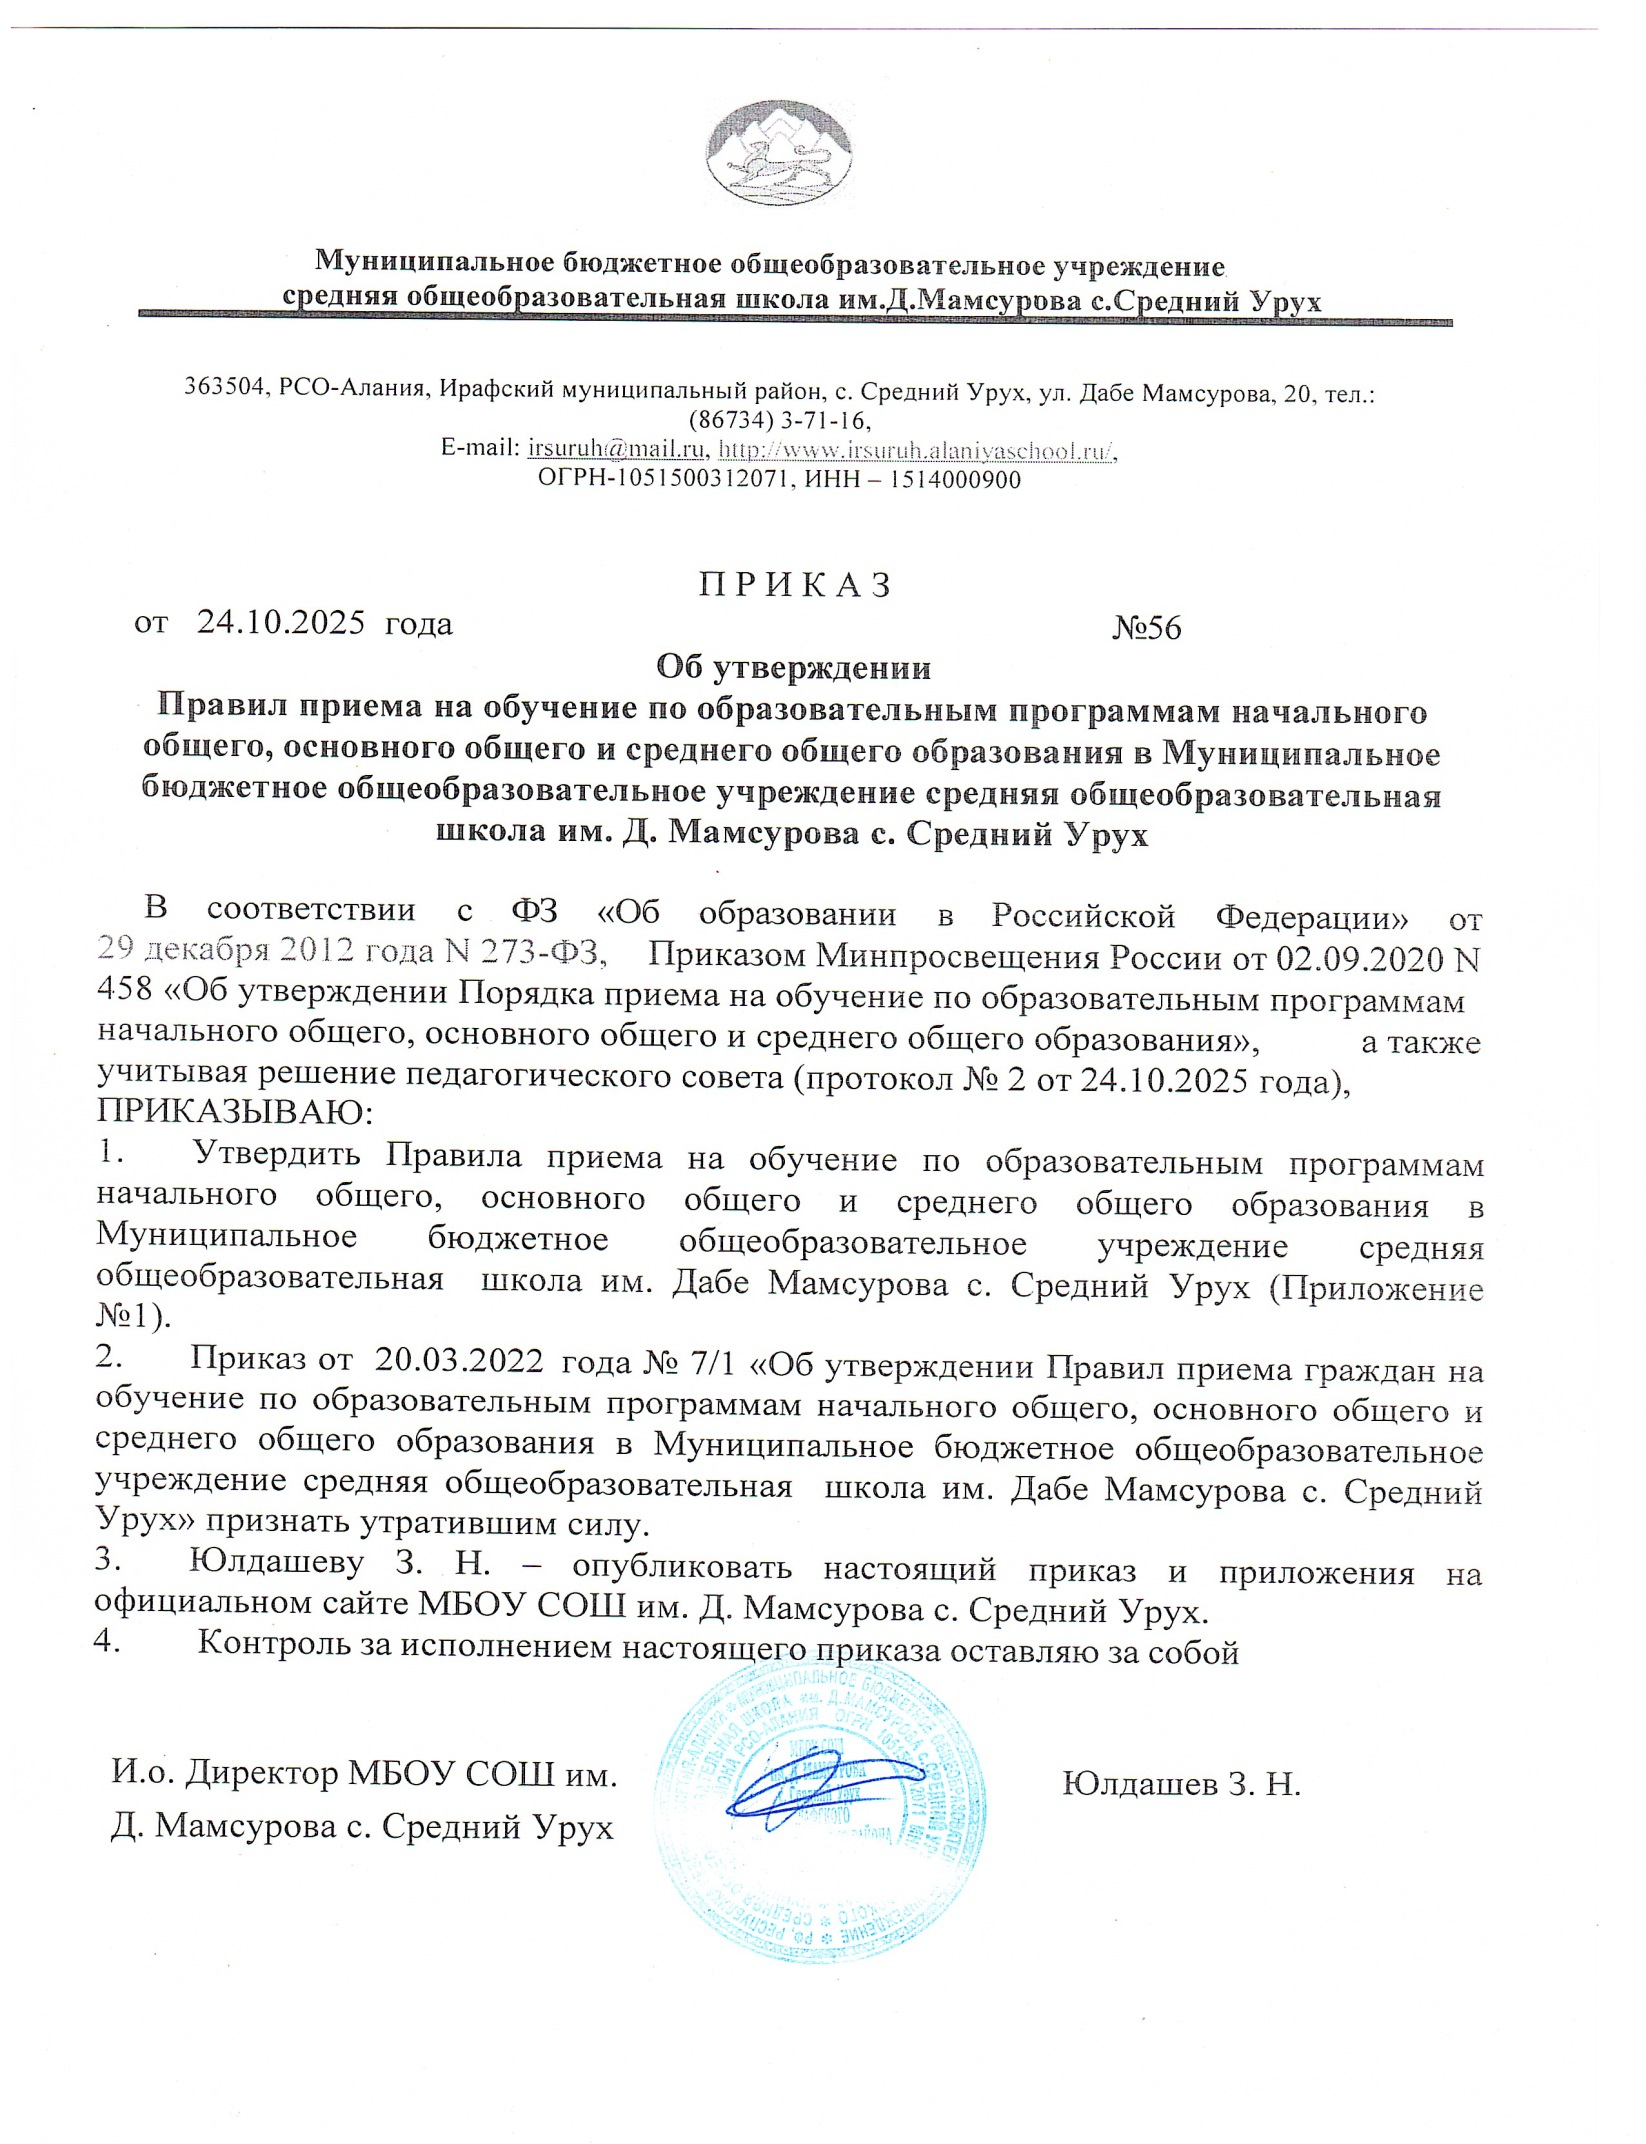 Муниципальное бюджетное общеобразовательное учреждение
средняя общеобразовательная школа им.Д.Мамсурова с.Средний Урух
363504, РСО-Алания, Ирафский муниципальный район, с. Средний Урух, ул. Дабе Мамсурова, 20, тел.:
(86734) 3-71-16,
E-mail: irsuruh@mail.ru, http://www.irsuruh.alaniyaschool.ru/,
ОГРН-1051500312071, ИНН – 1514000900
П Р И К А З
от 24.10.2025 года №56
Об утверждении
Правил приема на обучение по образовательным программам начального
общего, основного общего и среднего общего образования в Муниципальное
бюджетное общеобразовательное учреждение средняя общеобразовательная
школа им. Д. Мамсурова с. Средний Урух
В соответствии с ФЗ «Об образовании в Российской Федерации» от
29 декабря 2012 года N 273-ФЗ, Приказом Минпросвещения России от 02.09.2020 N
458 «Об утверждении Порядка приема на обучение по образовательным программам
начального общего, основного общего и среднего общего образования», а также
учитывая решение педагогического совета (протокол № 2 от 24.10.2025 года),
ПРИКАЗЫВАЮ:
1. Утвердить Правила приема на обучение по образовательным программам
начального общего, основного общего и среднего общего образования в
Муниципальное бюджетное общеобразовательное учреждение средняя
общеобразовательная школа им. Дабе Мамсурова с. Средний Урух (Приложение
№1).
2. Приказ от 20.03.2022 года № 7/1 «Об утверждении Правил приема граждан на
обучение по образовательным программам начального общего, основного общего и
среднего общего образования в Муниципальное бюджетное общеобразовательное
учреждение средняя общеобразовательная школа им. Дабе Мамсурова с. Средний
Урух» признать утратившим силу.
3. Юлдашеву З. Н. – опубликовать настоящий приказ и приложения на
официальном сайте МБОУ СОШ им. Д. Мамсурова с. Средний Урух.
4. Контроль за исполнением настоящего приказа оставляю за собой
И.о. Директор МБОУ СОШ им. Юлдашев З. Н.
Д. Мамсурова с. Средний Урух
МУНИЦИПАЛЬНОЕ БЮДЖЕТНОЕ
ШКОЛА им. Д.МАМСУРОВА с.СРЕДНИЙ
РСО-АЛАНИЯ ОГРН